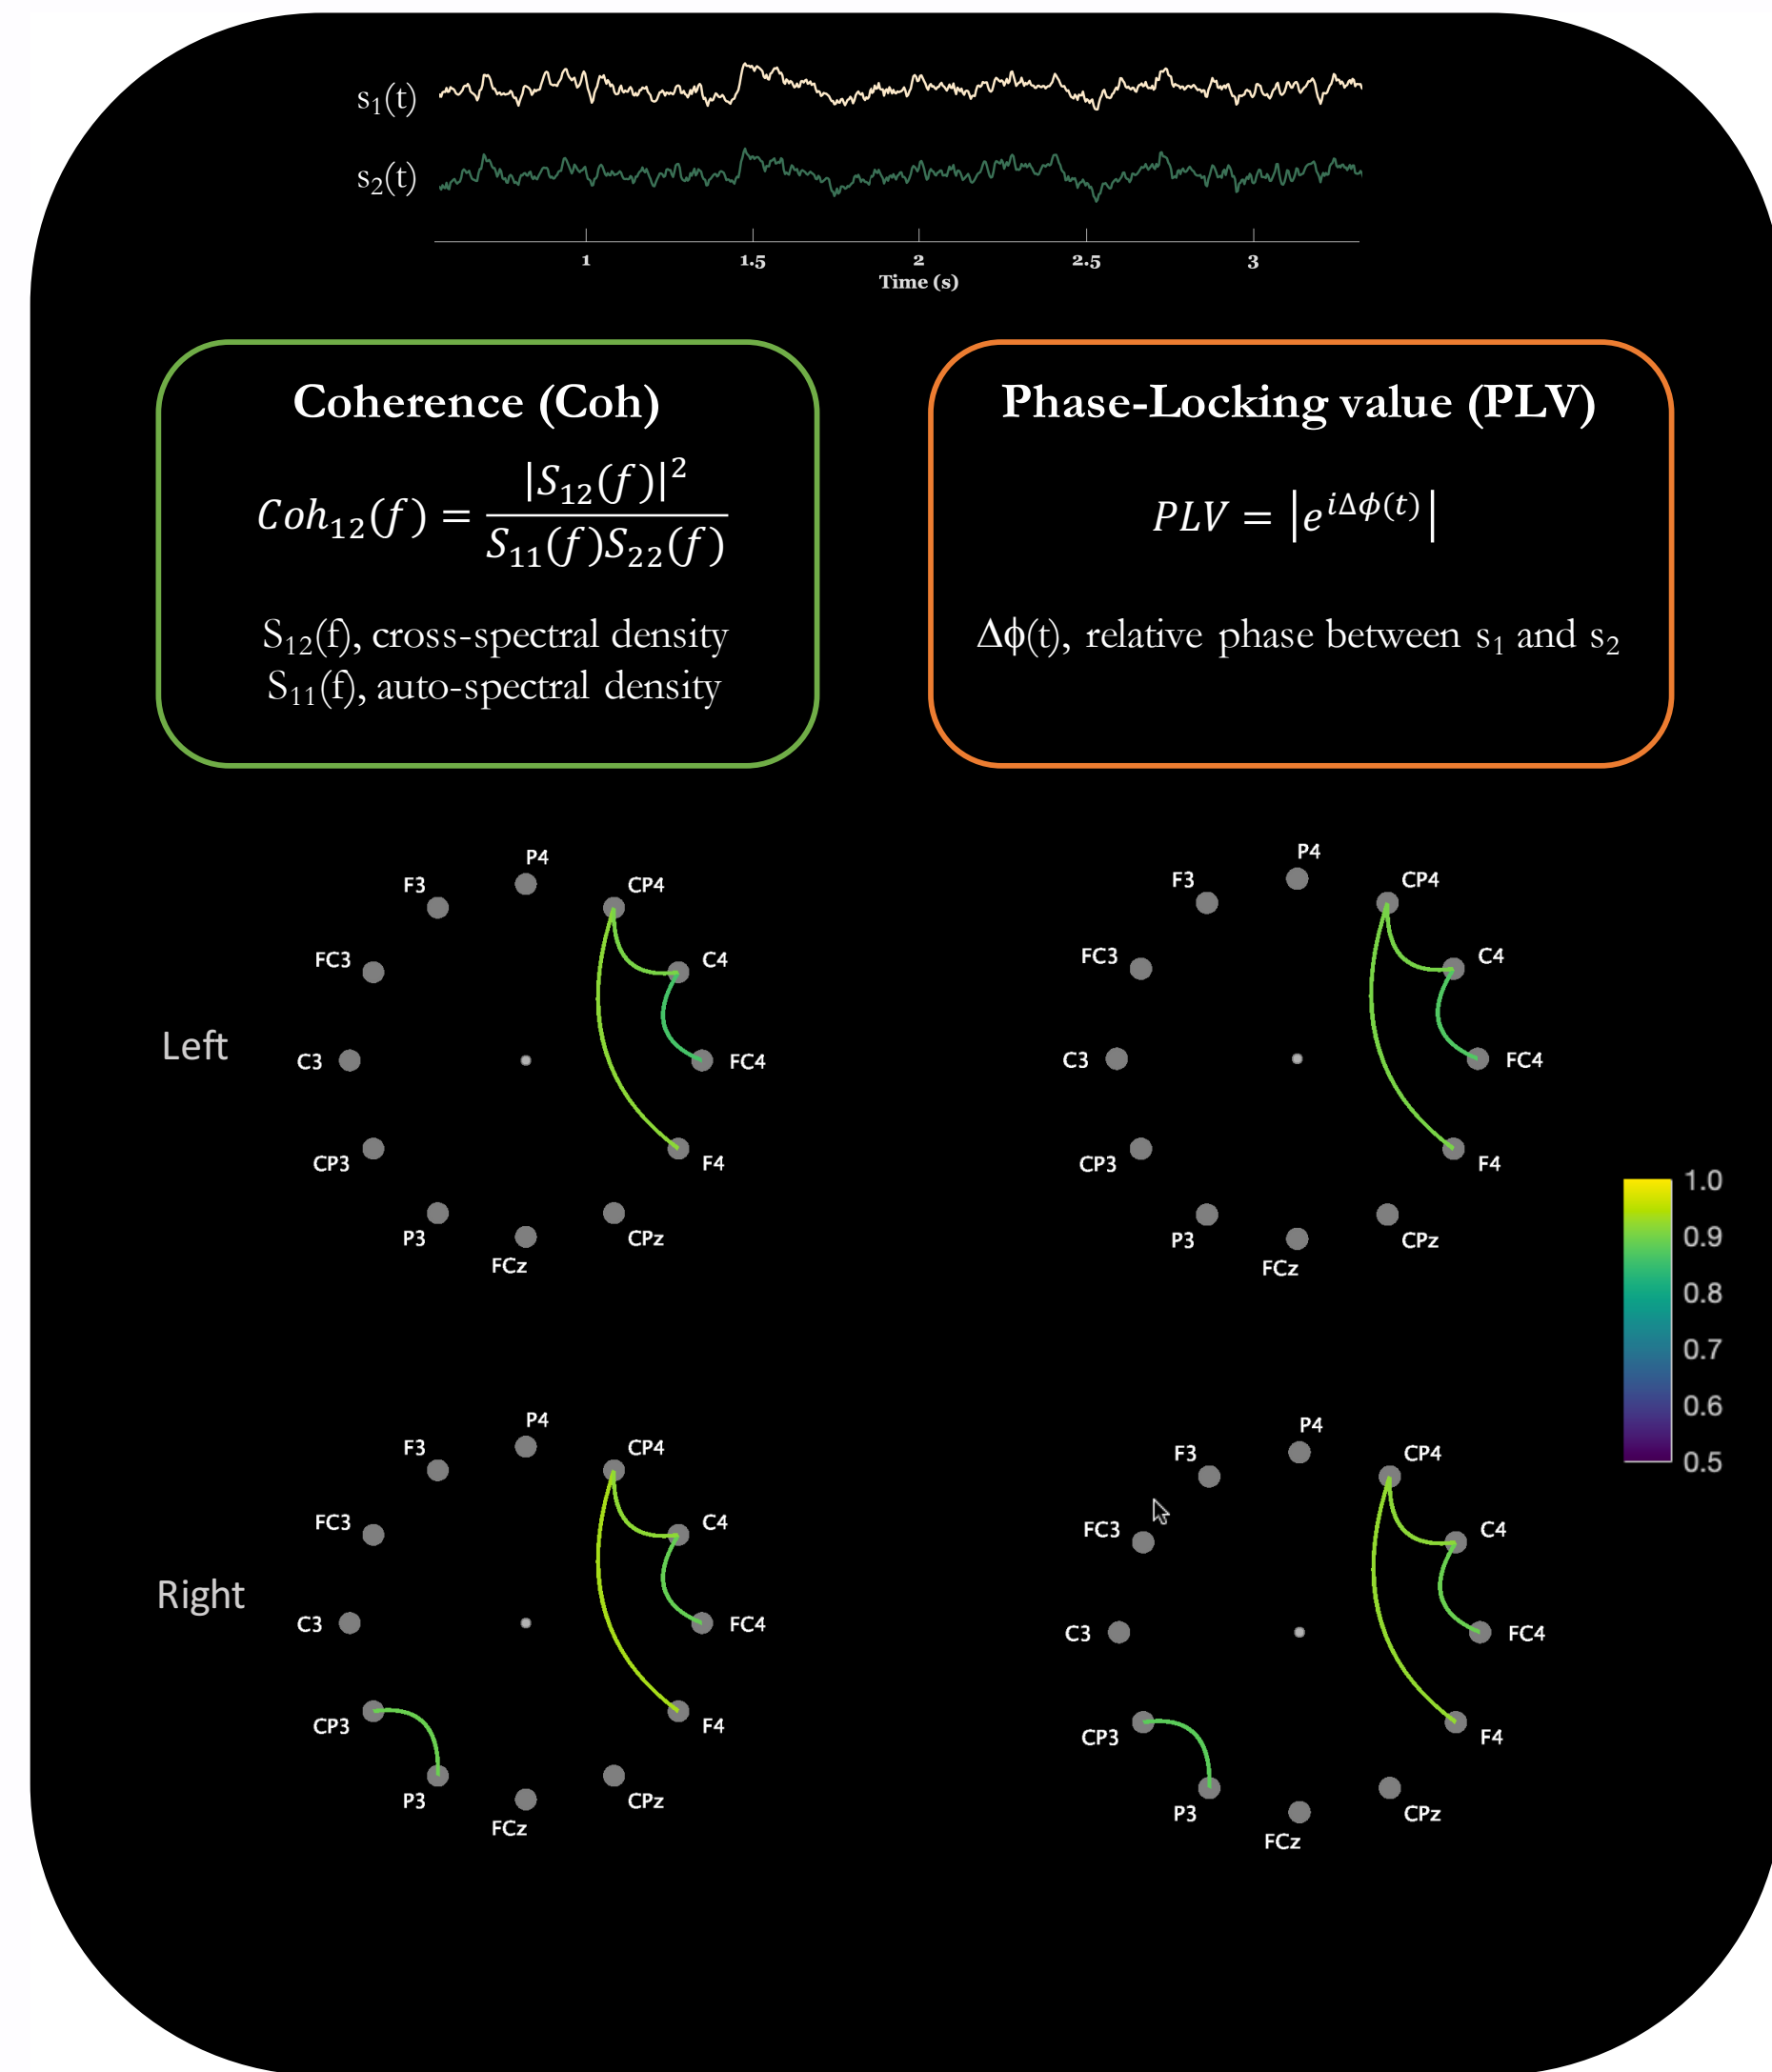 s₁(t)
s₂(t)
1 1.5 2 2.5 3
Time (s)
Coherence (Coh)
Coh₁₂(f) = |S₁₂(f)|² / S₁₁(f)S₂₂(f)
S₁₂(f), cross-spectral density
S₁₁(f), auto-spectral density
Phase-Locking value (PLV)
PLV = |e^{iΔϕ(t)}|
Δϕ(t), relative phase between s₁ and s₂
Left
P4
F3 CP4
FC3 C4
C3 FC4
CP3 F4
P3 CPz
FCz
P4
F3 CP4
FC3 C4
C3 FC4
CP3 F4
P3 CPz
FCz
1.0
0.9
0.8
0.7
0.6
0.5
Right
P4
F3 CP4
FC3 C4
C3 FC4
CP3 F4
P3 CPz
FCz
P4
F3 CP4
FC3 C4
C3 FC4
CP3 F4
P3 CPz
FCz